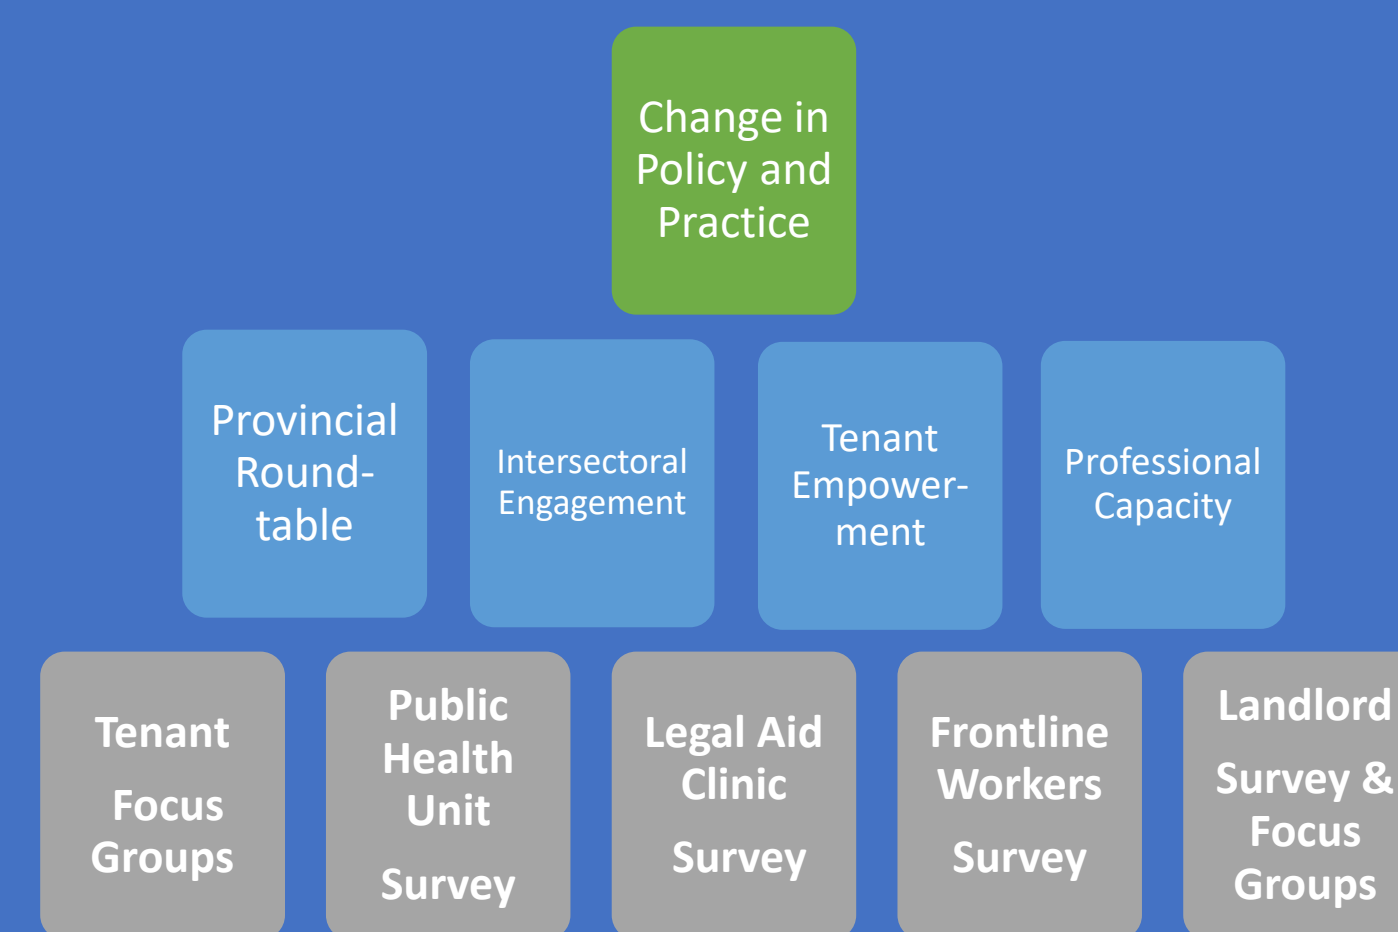 Change in
Policy and
Practice
Provincial
Round-
table
Intersectoral
Engagement
Tenant
Empower-
ment
Professional
Capacity
Tenant
Focus
Groups
Public
Health
Unit
Survey
Legal Aid
Clinic
Survey
Frontline
Workers
Survey
Landlord
Survey &
Focus
Groups